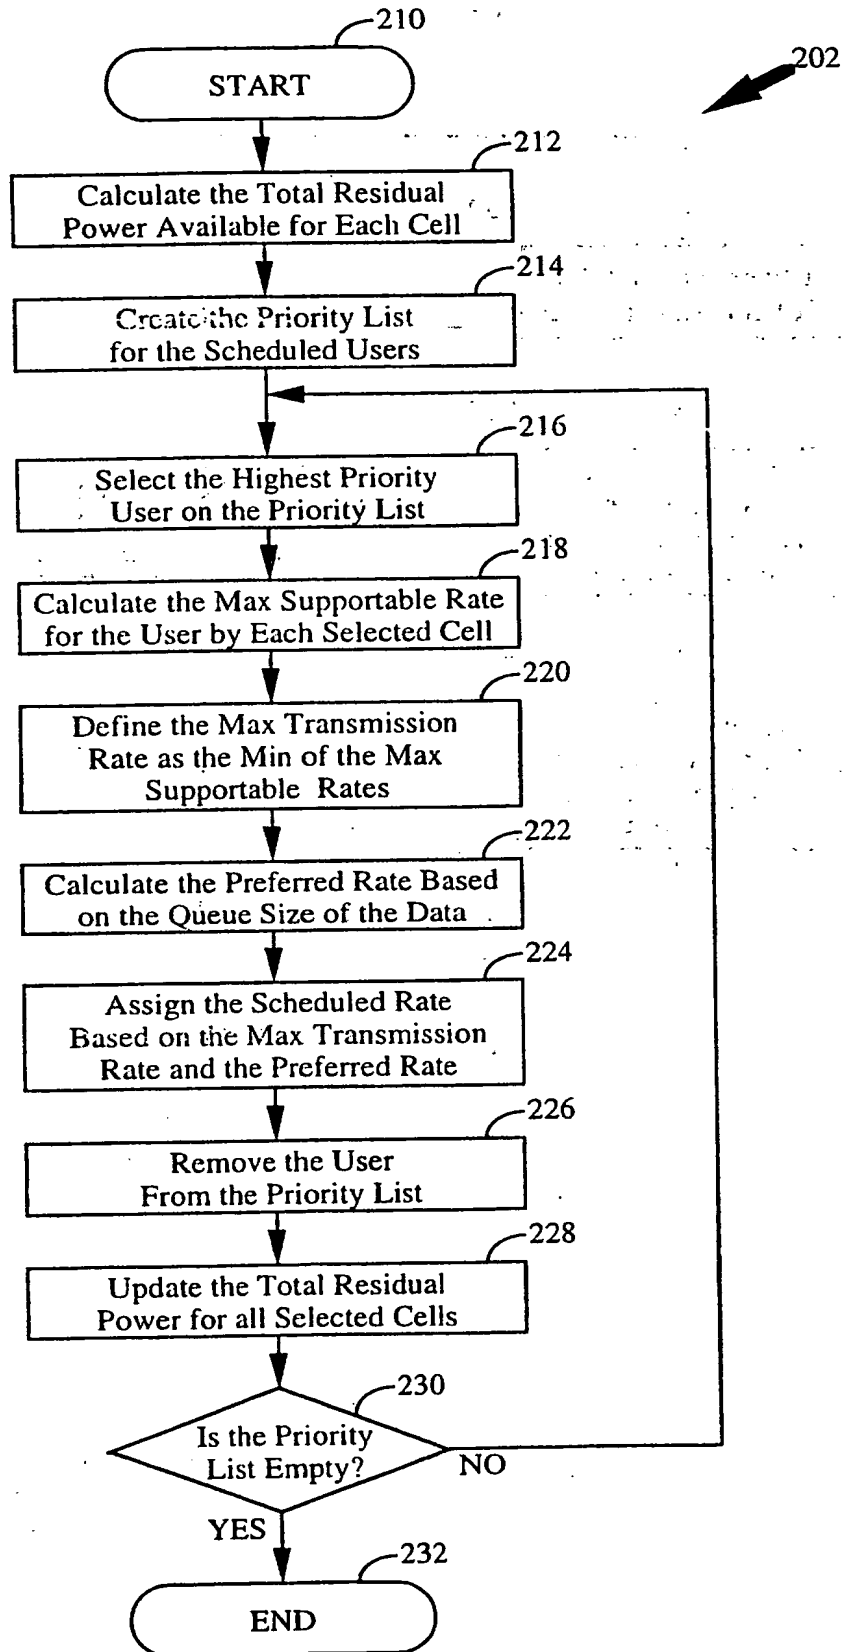 210
START
202
212
Calculate the Total Residual
Power Available for Each Cell
214
Create the Priority List
for the Scheduled Users
216
Select the Highest Priority
User on the Priority List
218
Calculate the Max Supportable Rate
for the User by Each Selected Cell
220
Define the Max Transmission
Rate as the Min of the Max
Supportable Rates
222
Calculate the Preferred Rate Based
on the Queue Size of the Data
224
Assign the Scheduled Rate
Based on the Max Transmission
Rate and the Preferred Rate
226
Remove the User
From the Priority List
228
Update the Total Residual
Power for all Selected Cells
230
Is the Priority
List Empty?
NO
YES
232
END